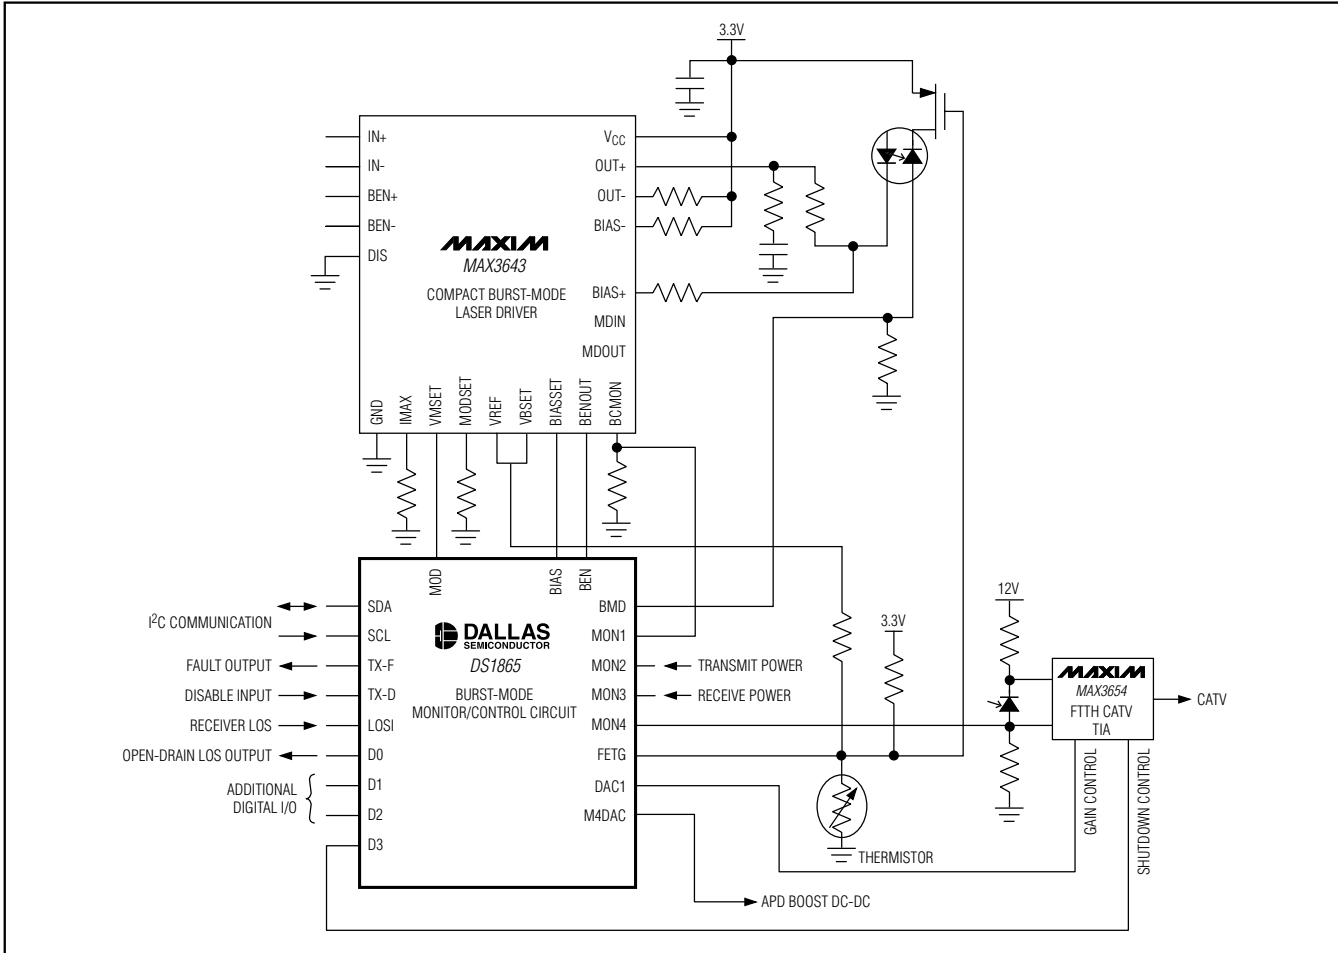 3.3V
IN+
IN-
BEN+
BEN-
DIS
VCC
OUT+
OUT-
BIAS-
BIAS+
MDIN
MDOUT
MAXIM
MAX3643
COMPACT BURST-MODE
LASER DRIVER
GND
IMAX
VMSET
MODSET
VREF
VBSET
BIASSET
BENOUT
BCMON
MOD
BIAS
BEN
I2C COMMUNICATION
FAULT OUTPUT
DISABLE INPUT
RECEIVER LOS
OPEN-DRAIN LOS OUTPUT
ADDITIONAL
DIGITAL I/O
SDA
SCL
TX-F
TX-D
LOSI
D0
D1
D2
D3
DALLAS
SEMICONDUCTOR
DS1865
BURST-MODE
MONITOR/CONTROL CIRCUIT
BMD
MON1
MON2
MON3
MON4
FETG
DAC1
M4DAC
TRANSMIT POWER
RECEIVE POWER
3.3V
THERMISTOR
APD BOOST DC-DC
12V
MAXIM
MAX3654
FTTH CATV
TIA
CATV
GAIN CONTROL
SHUTDOWN CONTROL